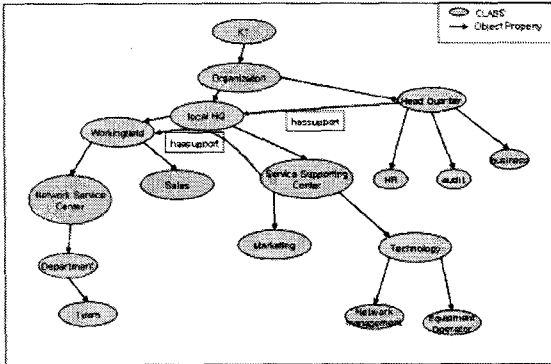 CLASS
Object Property
KT
Organization
local HQ
Head Quarter
hassupport
hassupport
Sales
Service Supporting
Center
Network Service
Center
HR
audit
business
Marketing
Technology
Department
Team
Network
management
Equipment
Operator